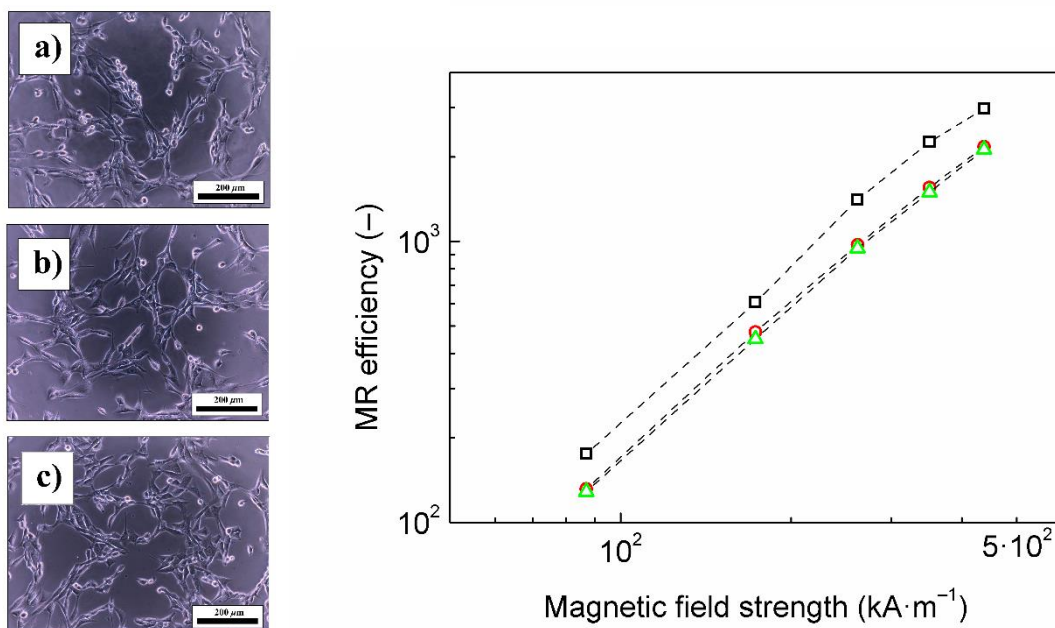 a)
200 µm
b)
200 µm
c)
200 µm
MR efficiency (–)
10³
10²
10²
5·10²
Magnetic field strength (kA·m⁻¹)